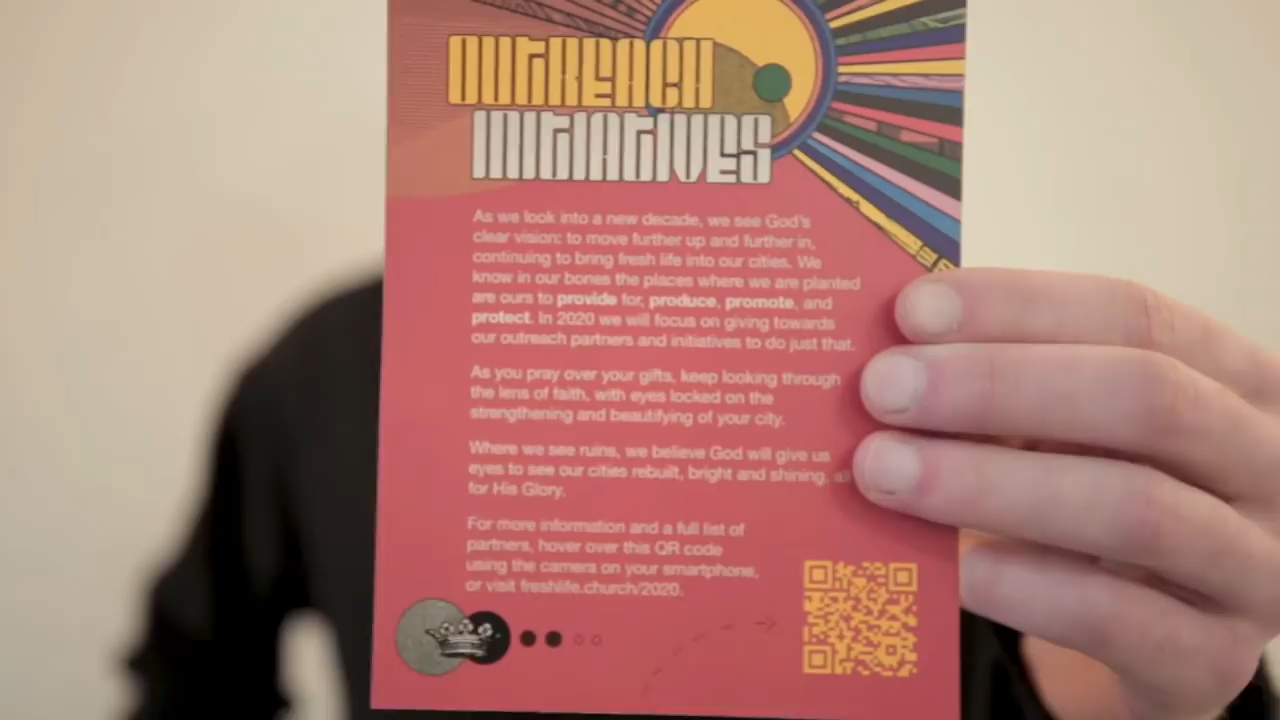 OUTREACH
INITIATIVES
As we look into a new decade, we see God's
clear vision: to move further up and further in,
continuing to bring fresh life into our cities. We
know in our bones the places where we are planted
are ours to provide for, produce, promote, and
protect. In 2020 we will focus on giving towards
our outreach partners and initiatives to do just that.
As you pray over your gifts, keep looking through
the lens of faith, with eyes locked on the
strengthening and beautifying of your city.
Where we see ruins, we believe God will give us
eyes to see our cities rebuilt, bright and shining, all
for His Glory.
For more information and a full list of
partners, hover over this QR code
using the camera on your smartphone,
or visit freshlife.church/2020.